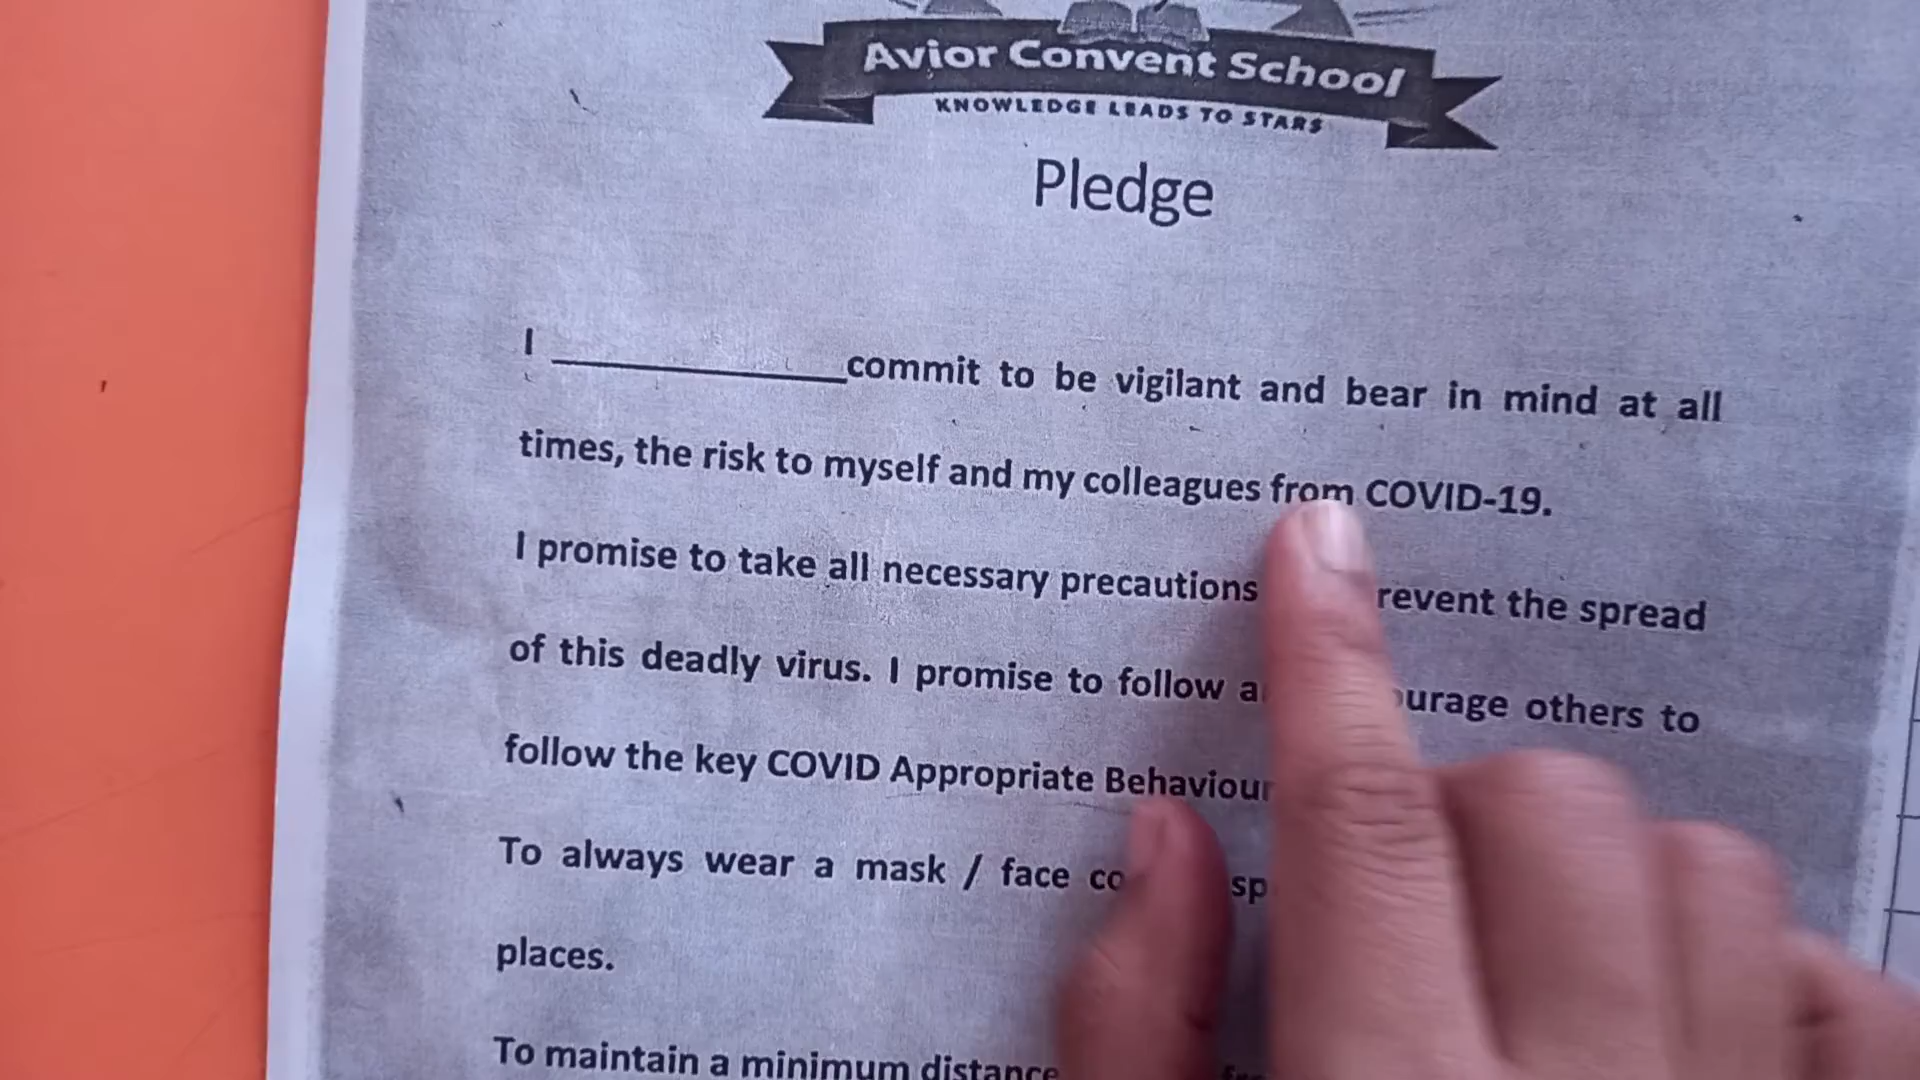 Avior Convent School
KNOWLEDGE LEADS TO STARS
Pledge
I ______________commit to be vigilant and bear in mind at all
times, the risk to myself and my colleagues from COVID-19.
I promise to take all necessary precautions revent the spread
of this deadly virus. I promise to follow a urage others to
follow the key COVID Appropriate Behaviour
To always wear a mask / face co sp
places.
To maintain a minimum distance